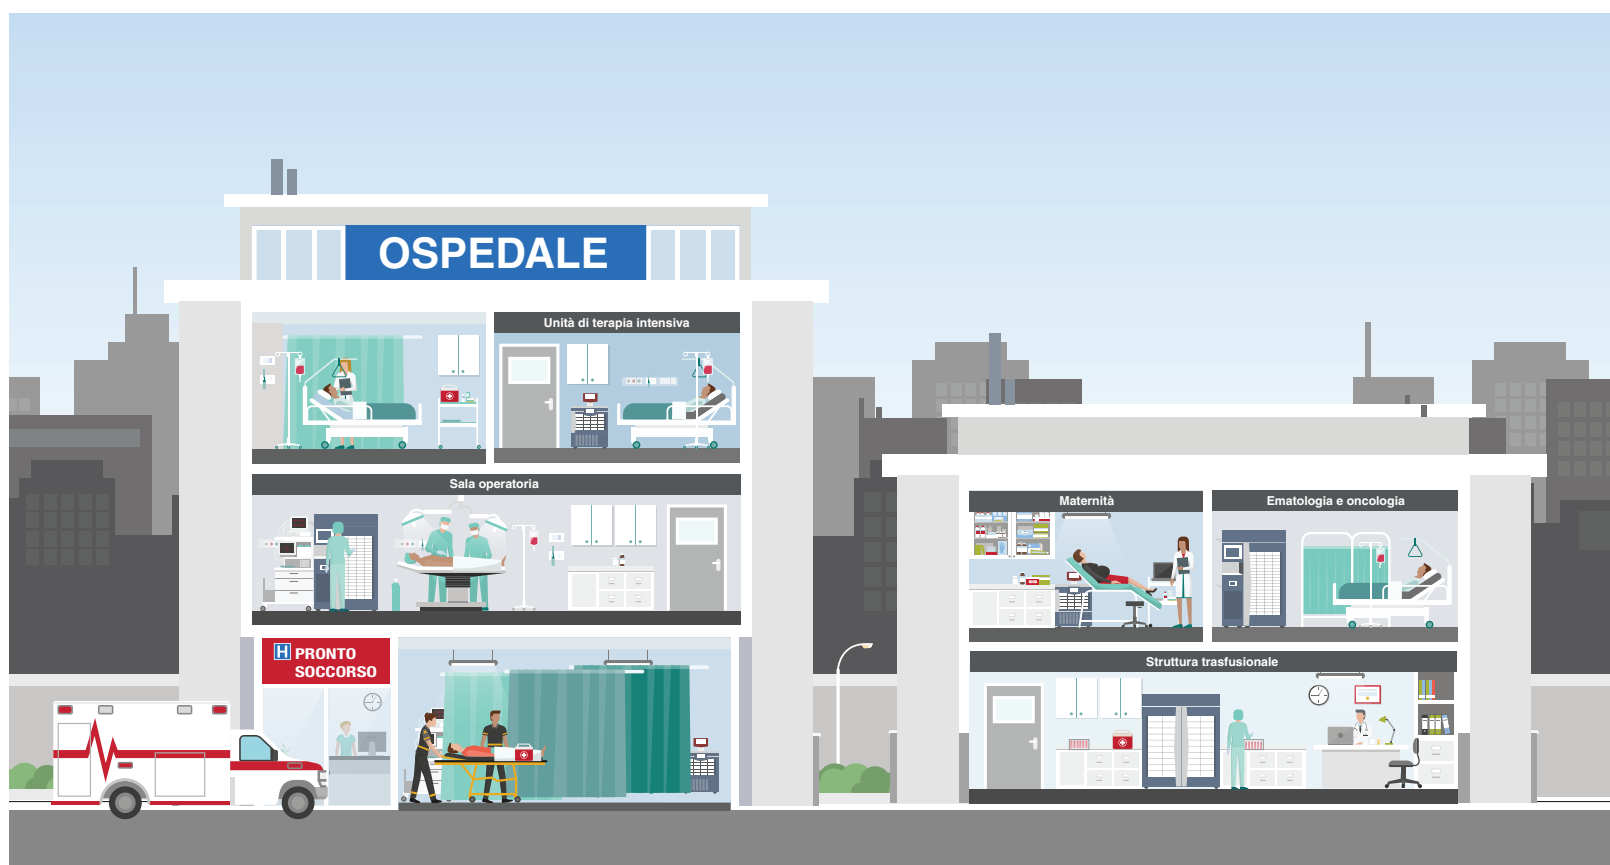 OSPEDALE
Unità di terapia intensiva
Sala operatoria
H PRONTO
SOCCORSO
Maternità
Ematologia e oncologia
Struttura trasfusionale